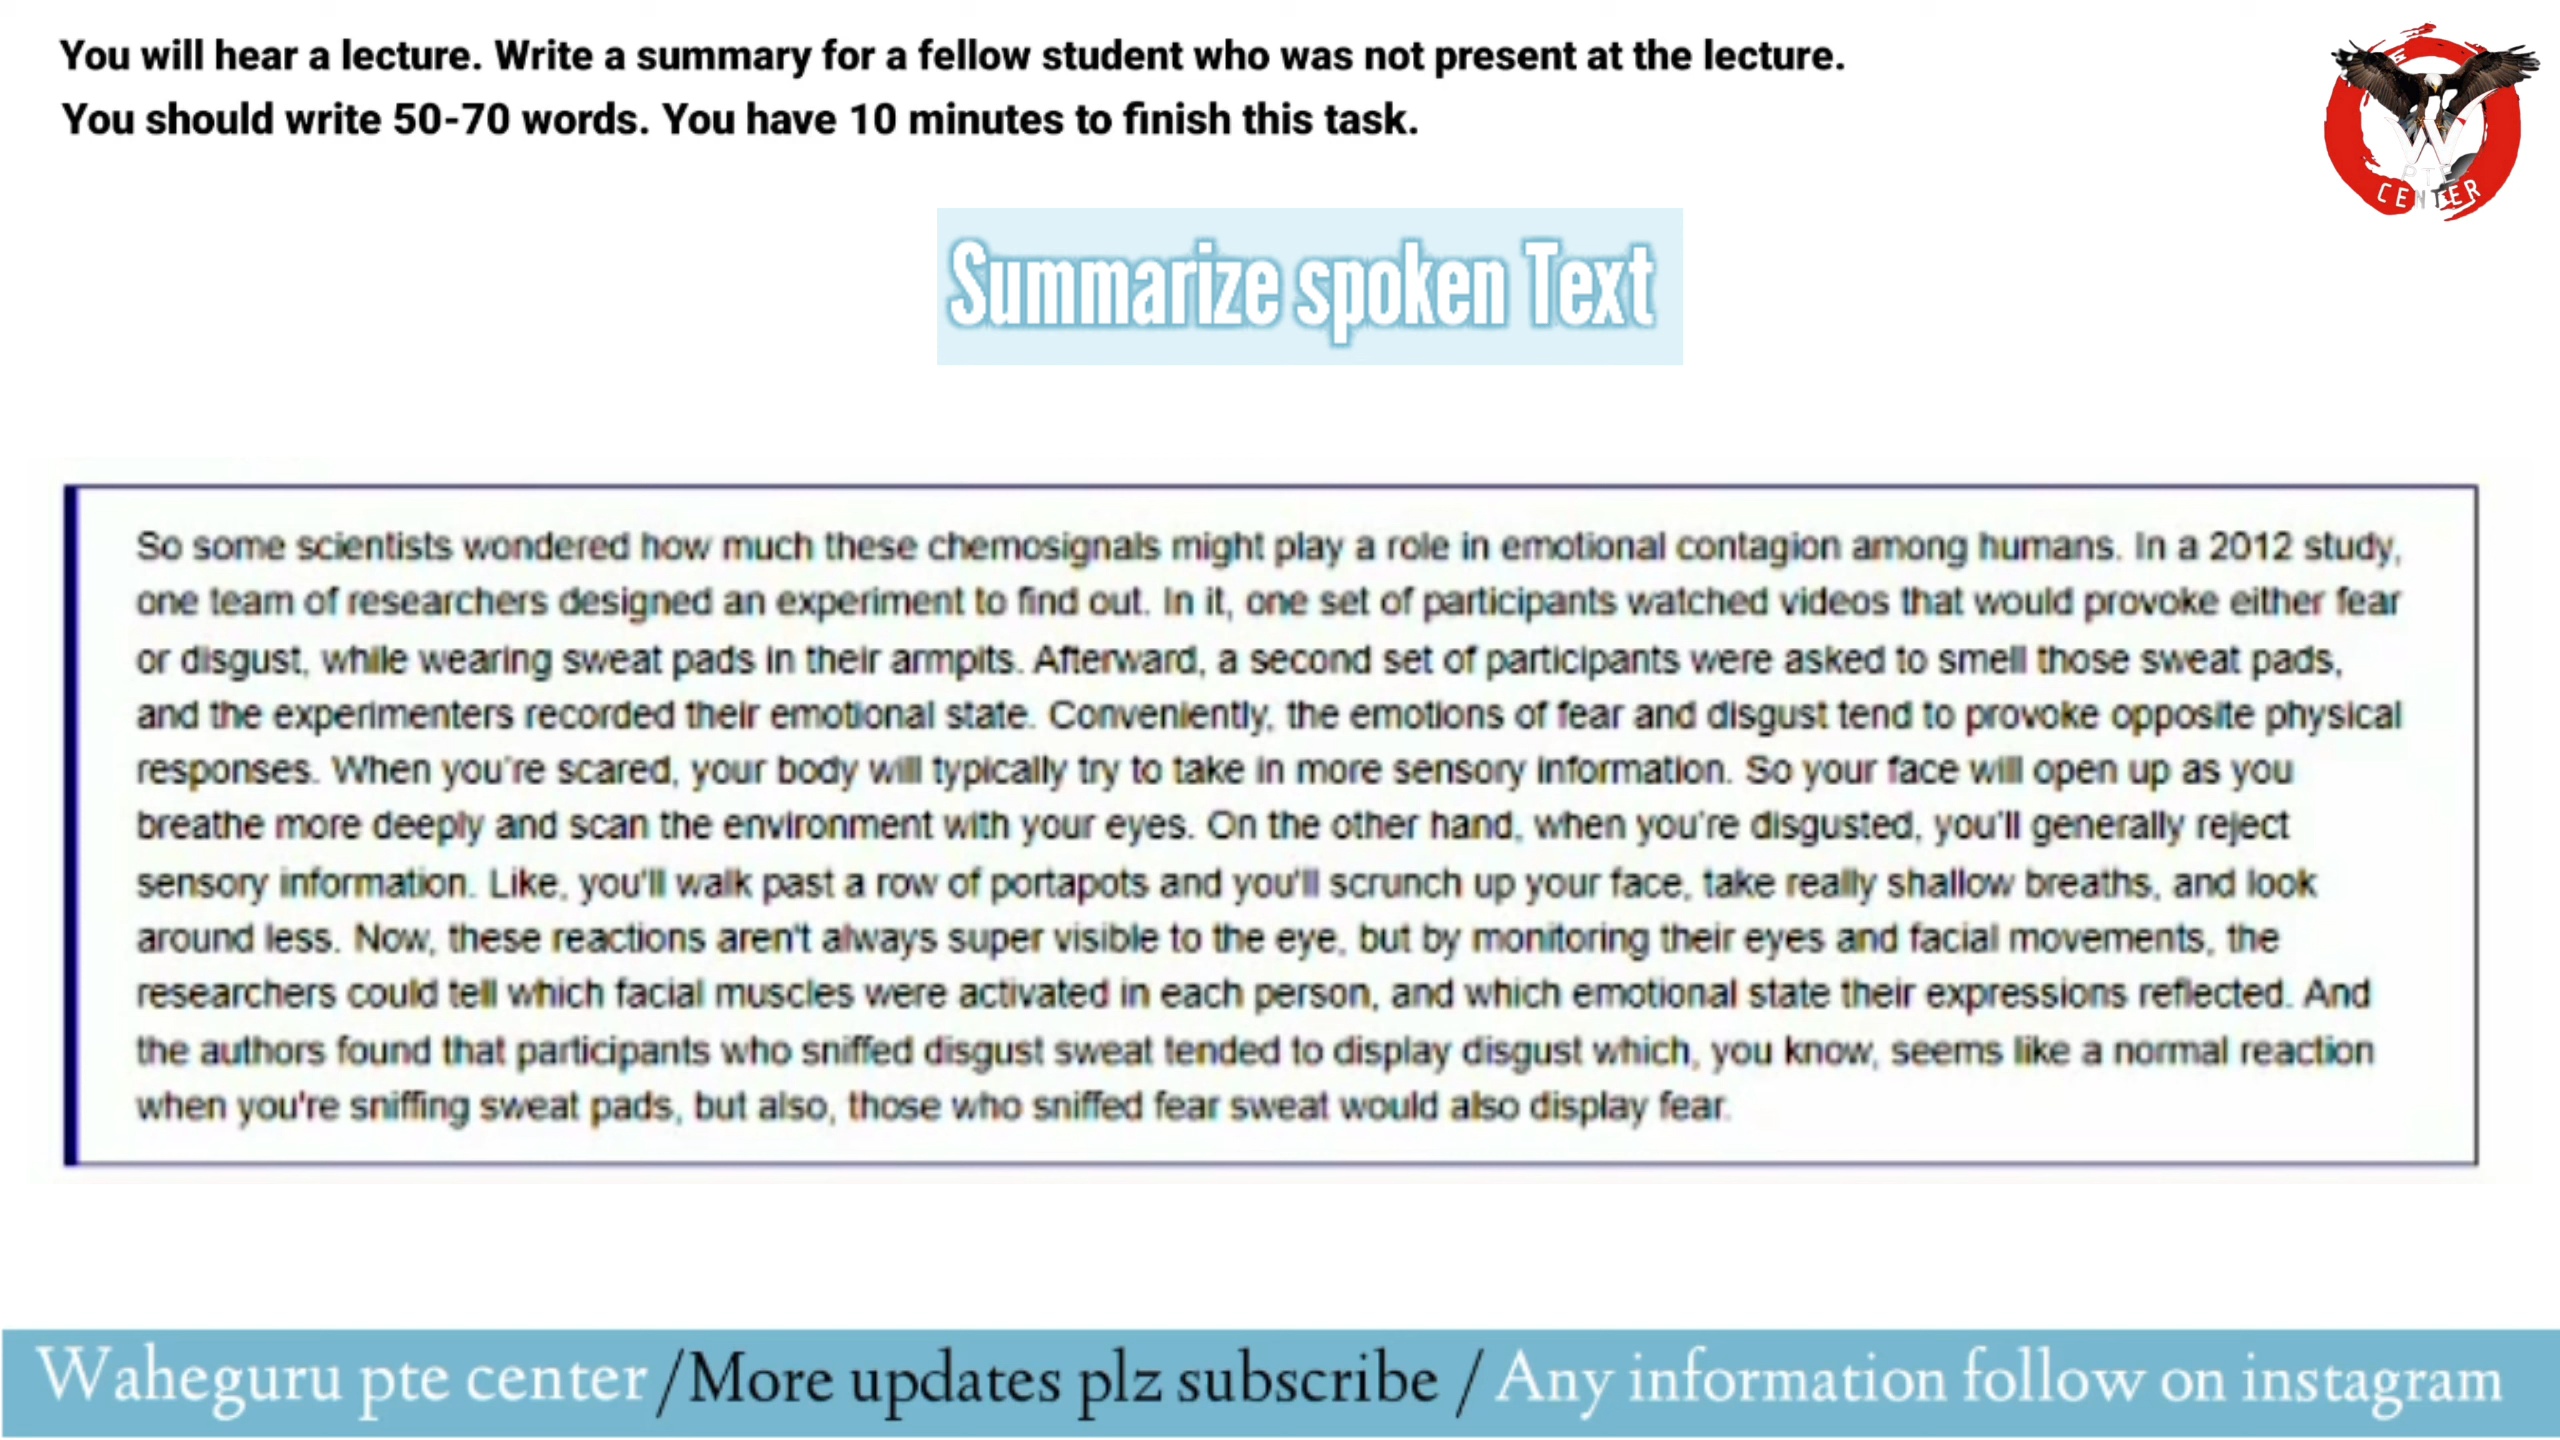 You will hear a lecture. Write a summary for a fellow student who was not present at the lecture.
You should write 50-70 words. You have 10 minutes to finish this task.
W
PTE
CENTER
Summarize spoken Text
So some scientists wondered how much these chemosignals might play a role in emotional contagion among humans. In a 2012 study,
one team of researchers designed an experiment to find out. In it, one set of participants watched videos that would provoke either fear
or disgust, while wearing sweat pads in their armpits. Afterward, a second set of participants were asked to smell those sweat pads,
and the experimenters recorded their emotional state. Conveniently, the emotions of fear and disgust tend to provoke opposite physical
responses. When you're scared, your body will typically try to take in more sensory information. So your face will open up as you
breathe more deeply and scan the environment with your eyes. On the other hand, when you're disgusted, you'll generally reject
sensory information. Like, you'll walk past a row of portapots and you'll scrunch up your face, take really shallow breaths, and look
around less. Now, these reactions aren't always super visible to the eye, but by monitoring their eyes and facial movements, the
researchers could tell which facial muscles were activated in each person, and which emotional state their expressions reflected. And
the authors found that participants who sniffed disgust sweat tended to display disgust which, you know, seems like a normal reaction
when you're sniffing sweat pads, but also, those who sniffed fear sweat would also display fear.
Waheguru pte center /More updates plz subscribe / Any information follow on instagram